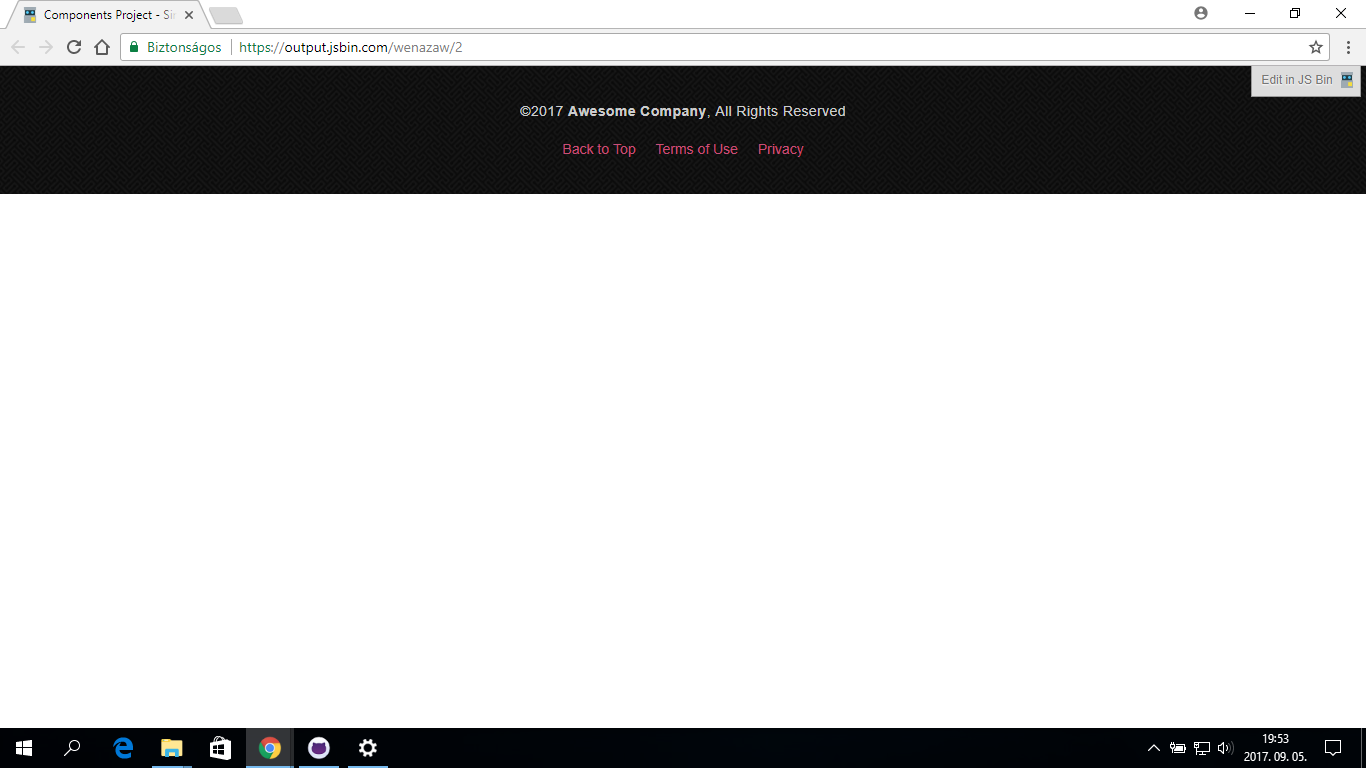 Components Project - Si
Biztonságos
https://output.jsbin.com/wenazaw/2
Edit in JS Bin
©2017 Awesome Company, All Rights Reserved
Back to Top Terms of Use Privacy
19:53
2017. 09. 05.